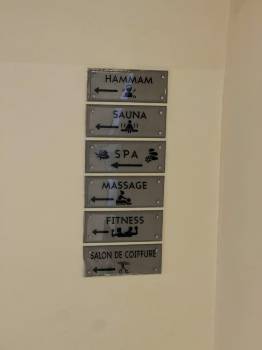 HAMMAM
SAUNA
SPA
MASSAGE
FITNESS
SALON DE COIFFURE